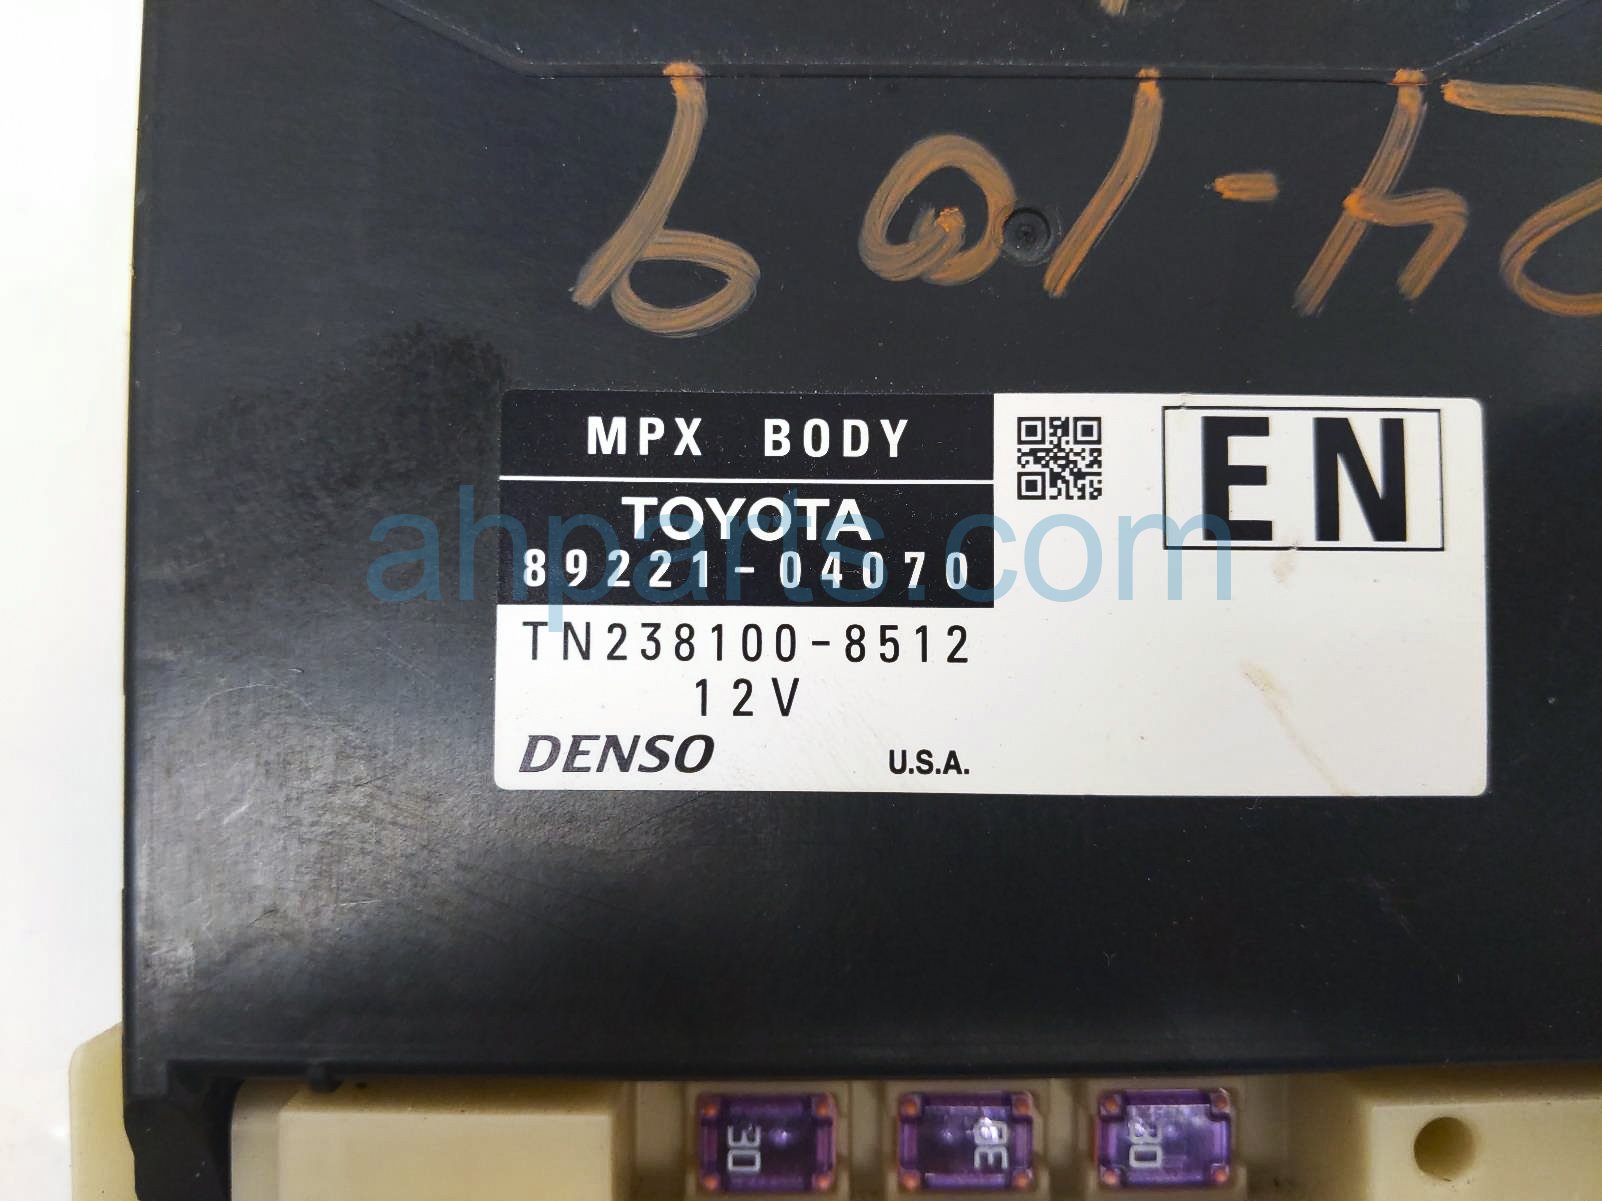 MPX BODY
TOYOTA
89221-04070
TN238100-8512
12V
DENSO U.S.A.
EN
ahparts.com
30
30
30